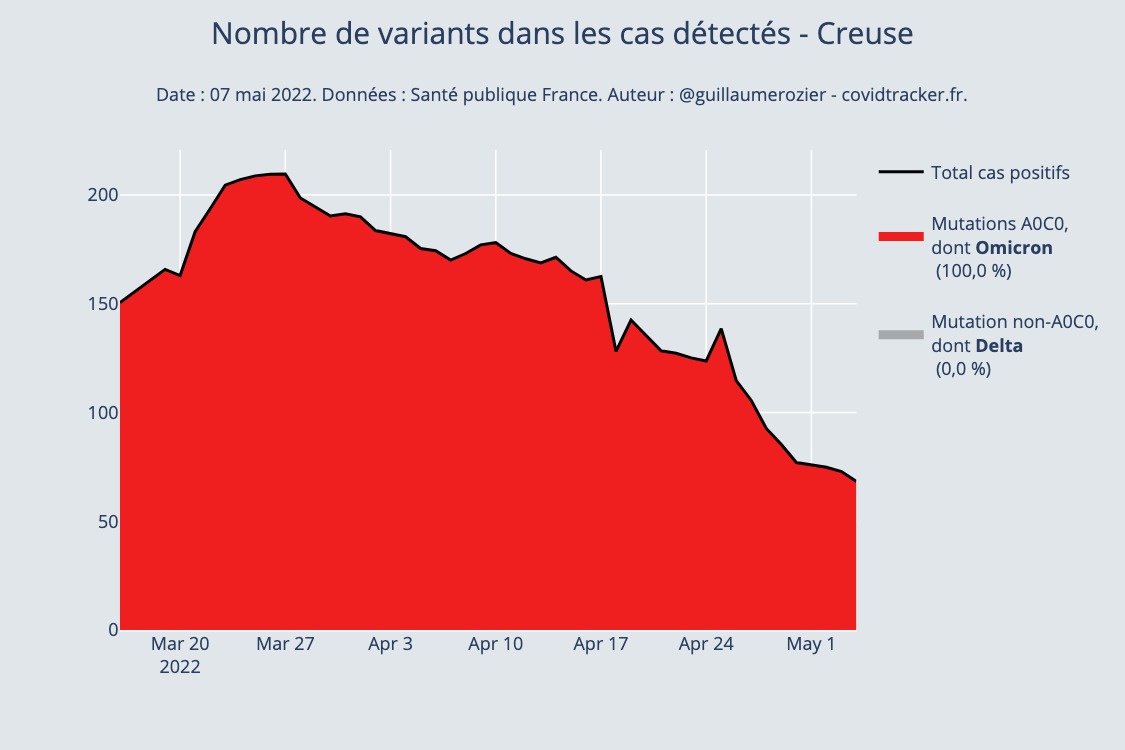 Nombre de variants dans les cas détectés - Creuse
Date : 07 mai 2022. Données : Santé publique France. Auteur : @guillaumerozier - covidtracker.fr.
Total cas positifs
Mutations A0C0,
dont Omicron
(100,0 %)
Mutation non-A0C0,
dont Delta
(0,0 %)
200
150
100
50
0
Mar 20
2022
Mar 27
Apr 3
Apr 10
Apr 17
Apr 24
May 1